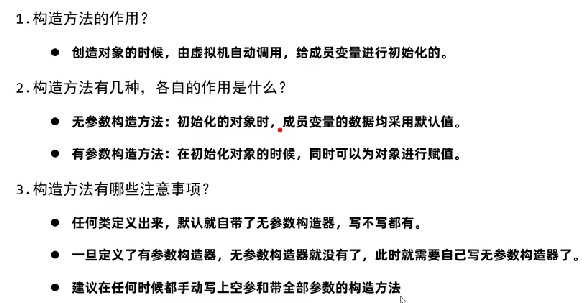 1.构造方法的作用？
● 创造对象的时候，由虚拟机自动调用，给成员变量进行初始化的。
2.构造方法有几种，各自的作用是什么？
● 无参数构造方法：初始化的对象时，成员变量的数据均采用默认值。
● 有参数构造方法：在初始化对象的时候，同时可以为对象进行赋值。
3.构造方法有哪些注意事项？
● 任何类定义出来，默认就自带了无参数构造器，写不写都有。
● 一旦定义了有参数构造器，无参数构造器就没有了，此时就需要自己写无参数构造器了。
● 建议在任何时候都手动写上空参和带全部参数的构造方法